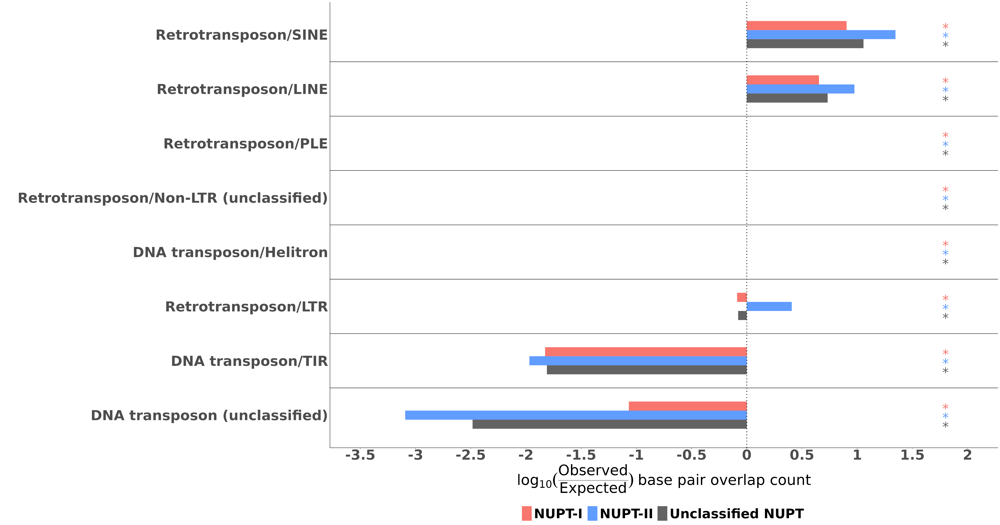 Retrotransposon/SINE
*
*
*
Retrotransposon/LINE
*
*
*
Retrotransposon/PLE
*
*
*
Retrotransposon/Non-LTR (unclassified)
*
*
*
DNA transposon/Helitron
*
*
*
Retrotransposon/LTR
*
*
*
DNA transposon/TIR
*
*
*
DNA transposon (unclassified)
*
*
*
-3.5 -3 -2.5 -2 -1.5 -1 -0.5 0 0.5 1 1.5 2
log10(Observed/Expected) base pair overlap count
NUPT-I NUPT-II Unclassified NUPT